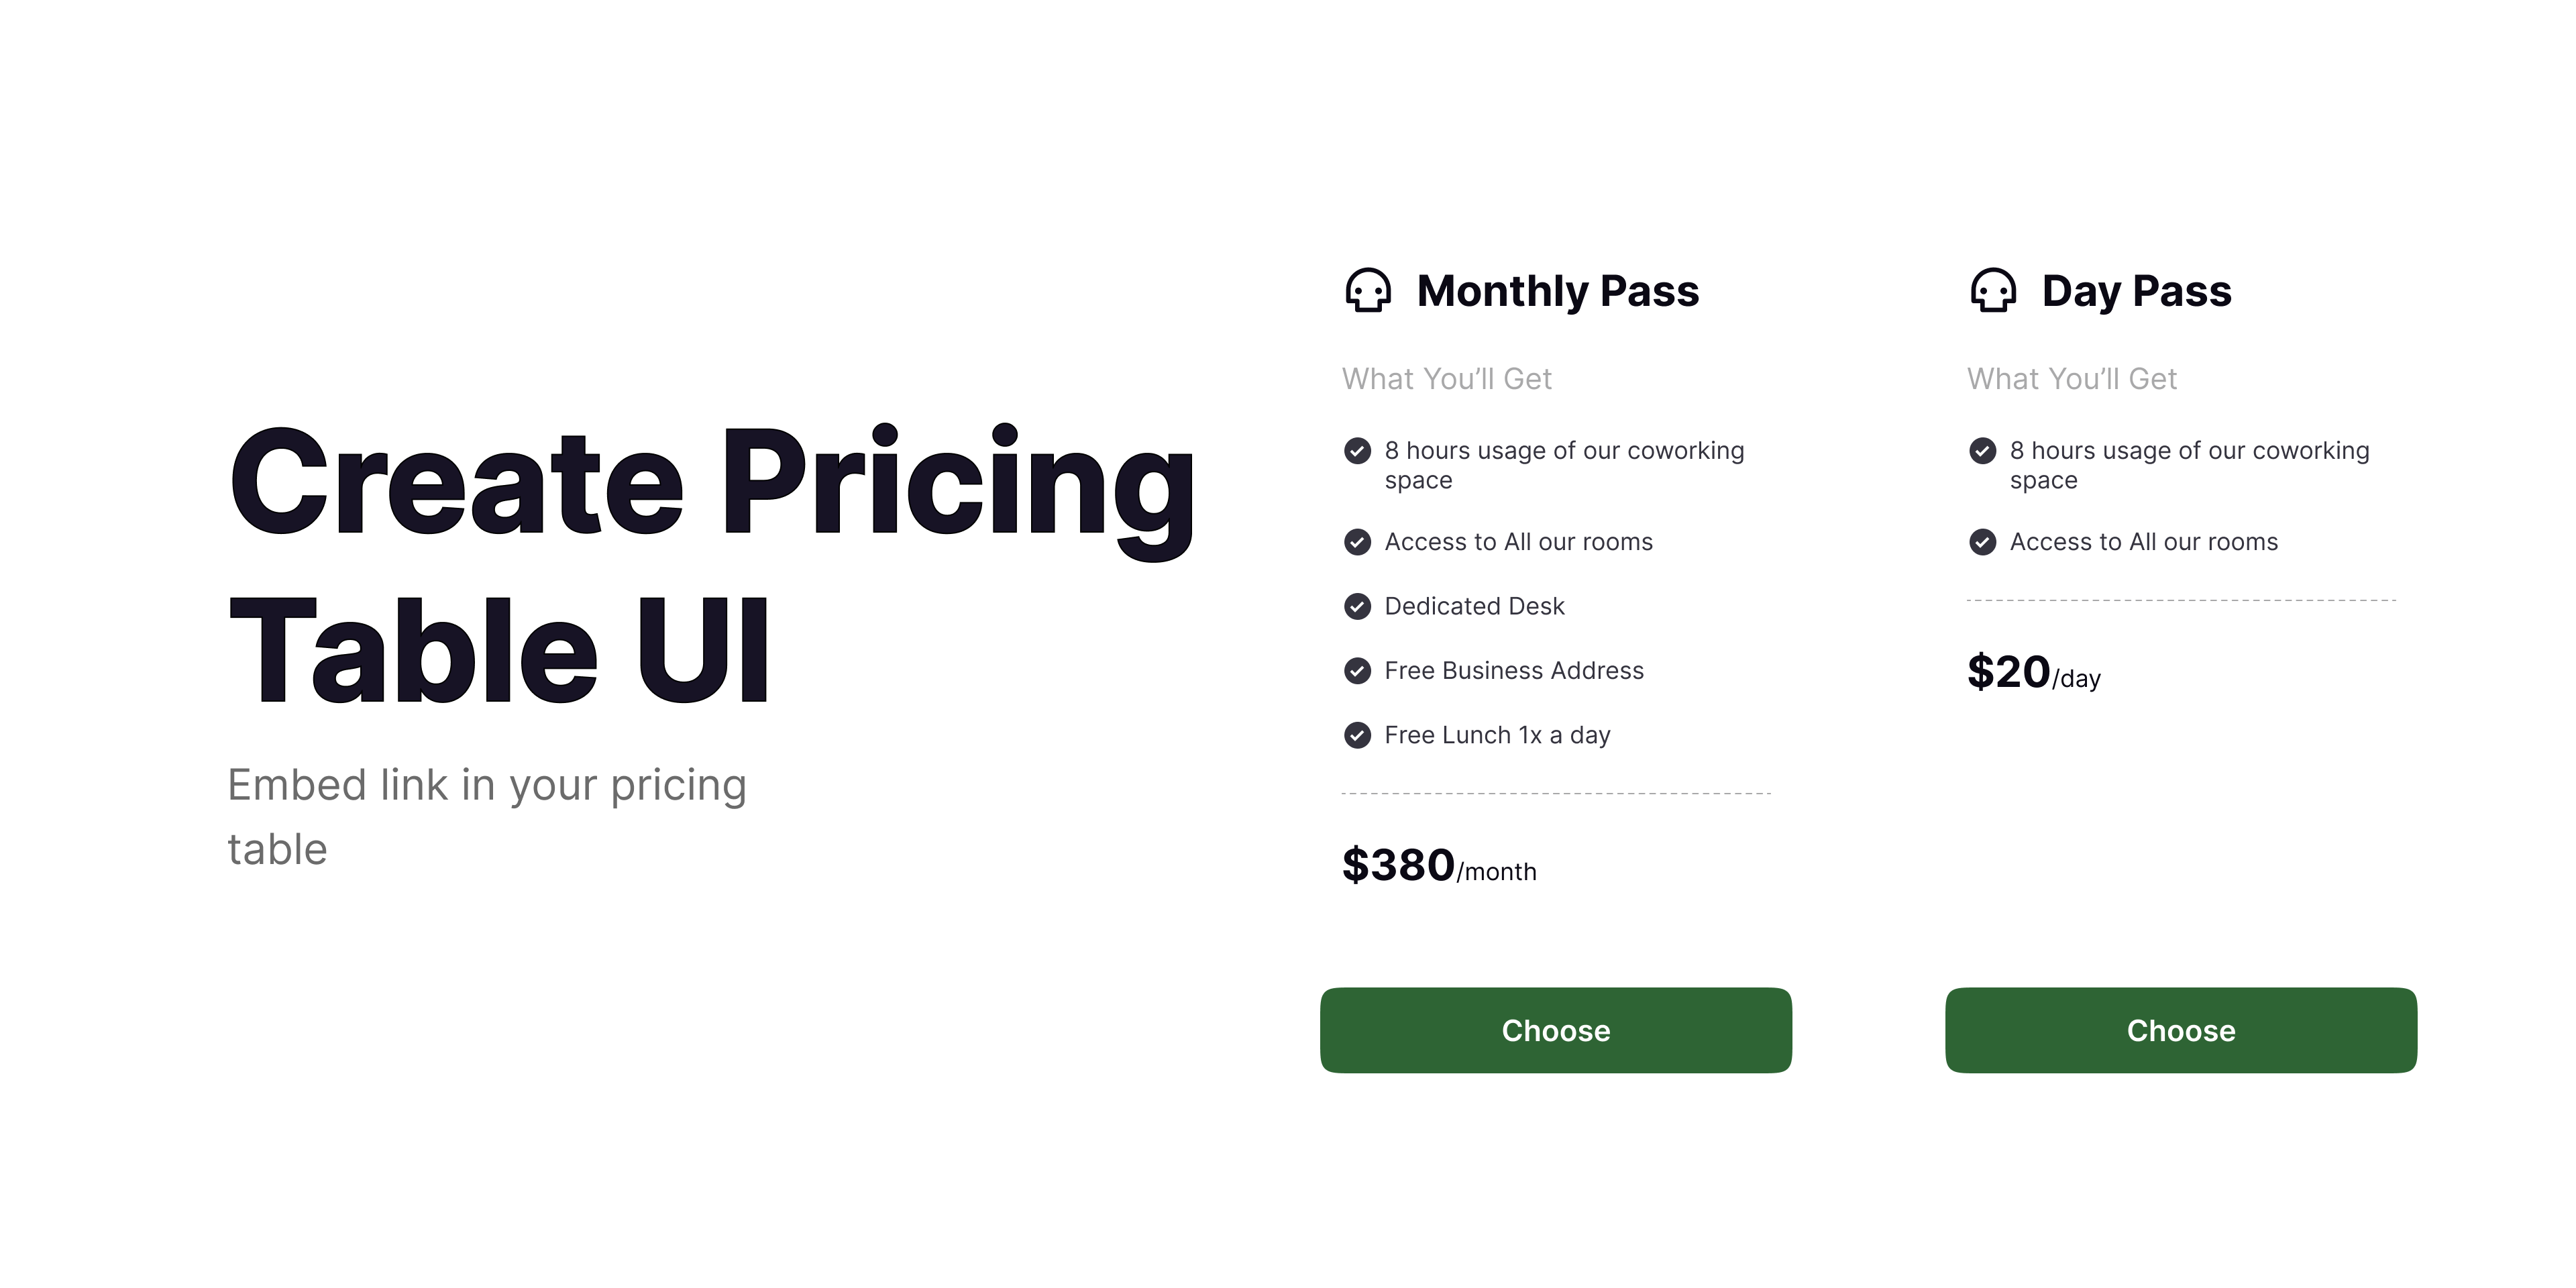 Create Pricing
Table UI
Embed link in your pricing
table
Monthly Pass
What You’ll Get
8 hours usage of our coworking
space
Access to All our rooms
Dedicated Desk
Free Business Address
Free Lunch 1x a day
$380/month
Choose
Day Pass
What You’ll Get
8 hours usage of our coworking
space
Access to All our rooms
$20/day
Choose